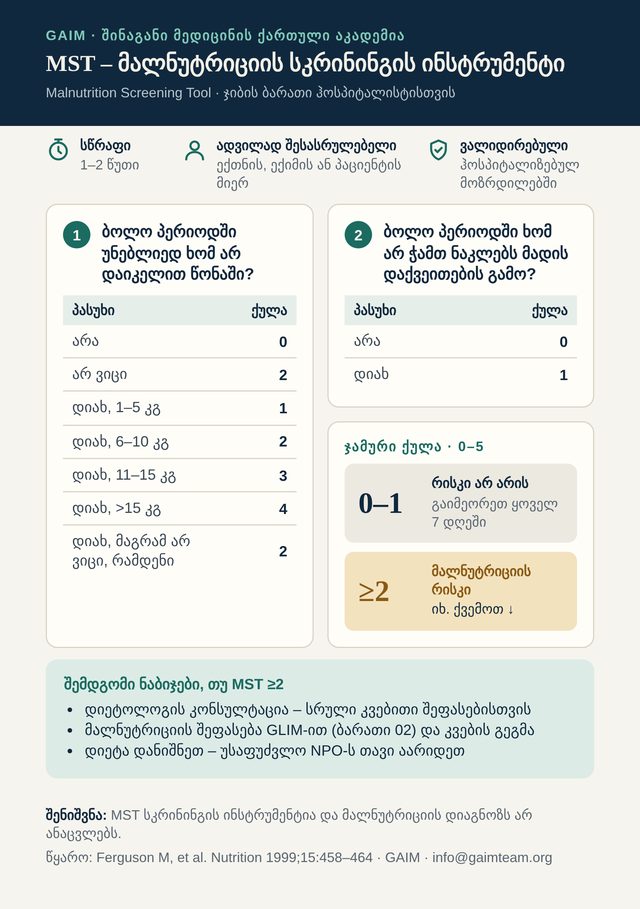 GAIM · შინაგანი მედიცინის ქართული აკადემია
MST – მალნუტრიციის სკრინინგის ინსტრუმენტი
Malnutrition Screening Tool · ჯიბის ბარათი ჰოსპიტალისტისთვის
სწრაფი
1–2 წუთი
ადვილად შესასრულებელი
ექთნის, ექიმის ან პაციენტის
მიერ
ვალიდირებული
ჰოსპიტალიზებულ
მოზრდილებში
1
ბოლო პერიოდში
უნებლიედ ხომ არ
დაიკელით წონაში?
პასუხი ქულა
არა 0
არ ვიცი 2
დიახ, 1–5 კგ 1
დიახ, 6–10 კგ 2
დიახ, 11–15 კგ 3
დიახ, >15 კგ 4
დიახ, მაგრამ არ
ვიცი, რამდენი 2
2
ბოლო პერიოდში ხომ
არ ჭამთ ნაკლებს მადის
დაქვეითების გამო?
პასუხი ქულა
არა 0
დიახ 1
ჯამური ქულა · 0–5
0–1
რისკი არ არის
გაიმეორეთ ყოველ
7 დღეში
≥2
მალნუტრიციის
რისკი
იხ. ქვემოთ ↓
შემდგომი ნაბიჯები, თუ MST ≥2
• დიეტოლოგის კონსულტაცია – სრული კვებითი შეფასებისთვის
• მალნუტრიციის შეფასება GLIM-ით (ბარათი 02) და კვების გეგმა
• დიეტა დანიშნეთ – უსაფუძვლო NPO-ს თავი აარიდეთ
შენიშვნა: MST სკრინინგის ინსტრუმენტია და მალნუტრიციის დიაგნოზს არ
ანაცვლებს.
წყარო: Ferguson M, et al. Nutrition 1999;15:458–464 · GAIM · info@gaimteam.org